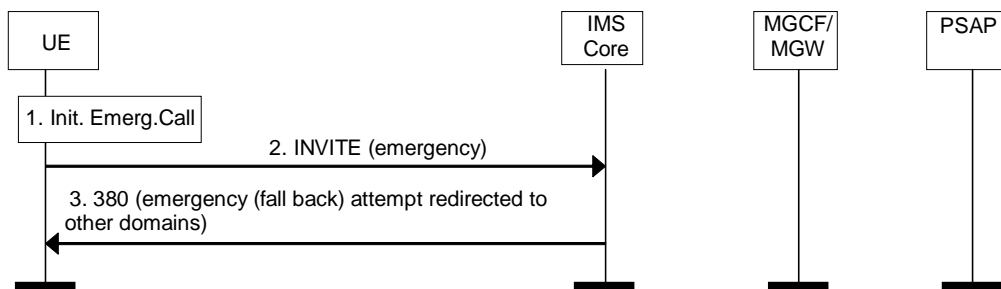 UE
IMS
Core
MGCF/
MGW
PSAP
1. Init. Emerg.Call
2. INVITE (emergency)
3. 380 (emergency (fall back) attempt redirected to
other domains)